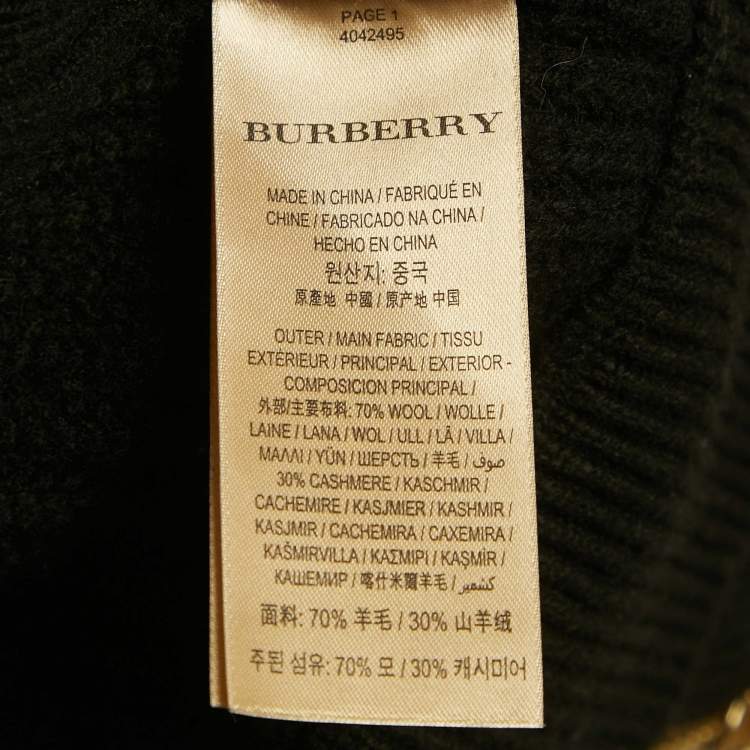 PAGE 1
4042495
BURBERRY
MADE IN CHINA / FABRIQUÉ EN
CHINE / FABRICADO NA CHINA /
HECHO EN CHINA
원산지: 중국
原產地 中國 / 原产地 中国
OUTER / MAIN FABRIC / TISSU
EXTÉRIEUR / PRINCIPAL / EXTERIOR -
COMPOSICION PRINCIPAL /
外部/主要布料: 70% WOOL / WOLLE /
LAINE / LANA / WOL / ULL / LÃ / VILLA /
ΜΑΛΛΙ / YÜN / ШЕРСТЬ / 羊毛 / صوف /
30% CASHMERE / KASCHMIR /
CACHEMIRE / KASJMIER / KASHMIR /
KASJMIR / CACHEMIRA / CAXEMIRA /
KAŠMIRVILLA / ΚΑΣΜΙΡΙ / KAŞMİR /
КАШЕМИР / 喀什米爾羊毛 / كشمير /
面料: 70% 羊毛 / 30% 山羊绒
주된 섬유: 70% 모 / 30% 캐시미어